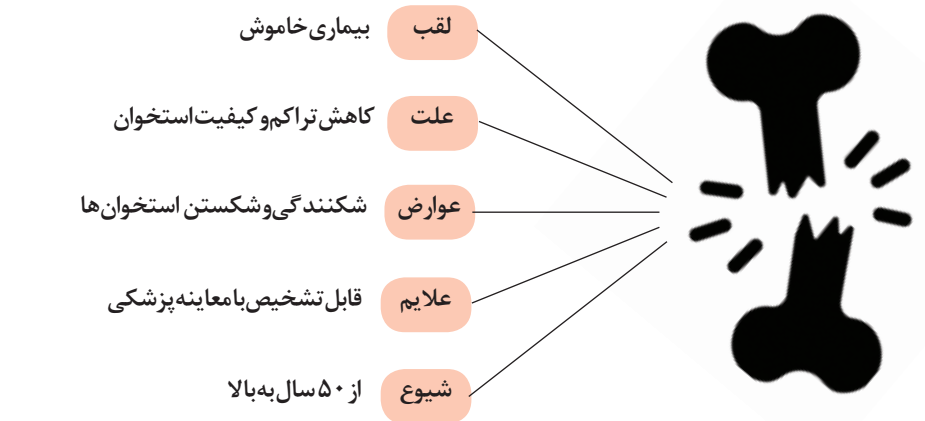 لقب بیماری خاموش
علت کاهش تراکم و کیفیت استخوان
عوارض شکنندگی و شکستن استخوان‌ها
علایم قابل تشخیص با معاینه پزشکی
شیوع از ۵۰ سال به بالا